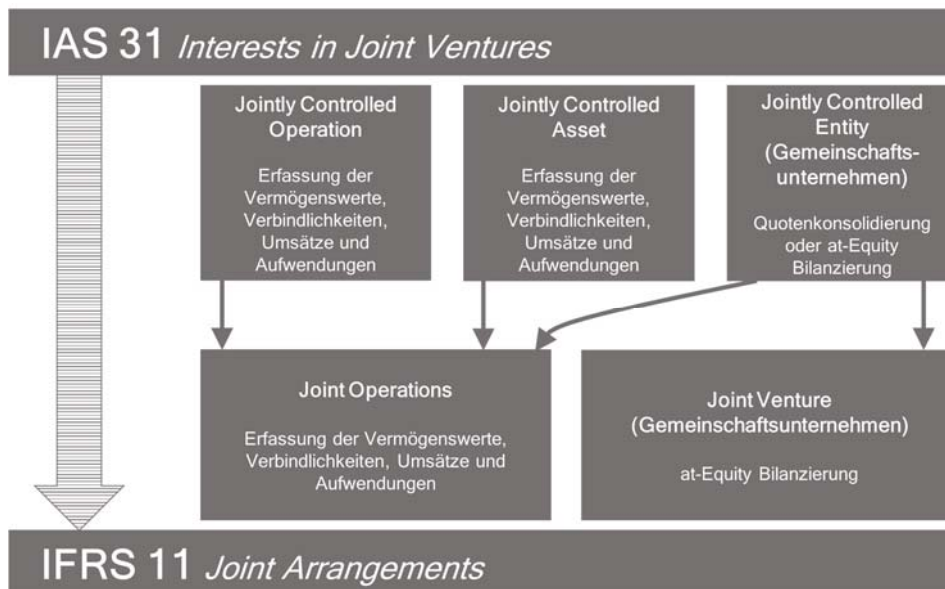 IAS 31 Interests in Joint Ventures
Jointly Controlled
Operation
Erfassung der
Vermögenswerte,
Verbindlichkeiten,
Umsätze und
Aufwendungen
Jointly Controlled
Asset
Erfassung der
Vermögenswerte,
Verbindlichkeiten,
Umsätze und
Aufwendungen
Jointly Controlled
Entity
(Gemeinschafts-
unternehmen)
Quotenkonsolidierung
oder at-Equity
Bilanzierung
Joint Operations
Erfassung der Vermögenswerte,
Verbindlichkeiten, Umsätze und
Aufwendungen
Joint Venture
(Gemeinschaftsunternehmen)
at-Equity Bilanzierung
IFRS 11 Joint Arrangements